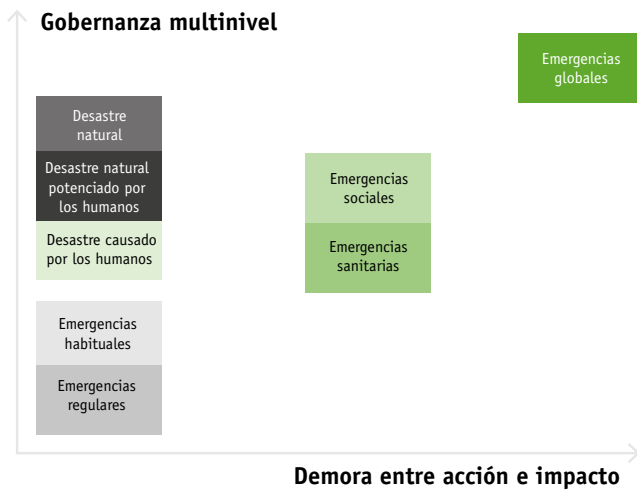 Gobernanza multinivel
Emergencias
globales
Desastre
natural
Desastre natural
potenciado por
los humanos
Desastre causado
por los humanos
Emergencias
sociales
Emergencias
sanitarias
Emergencias
habituales
Emergencias
regulares
Demora entre acción e impacto